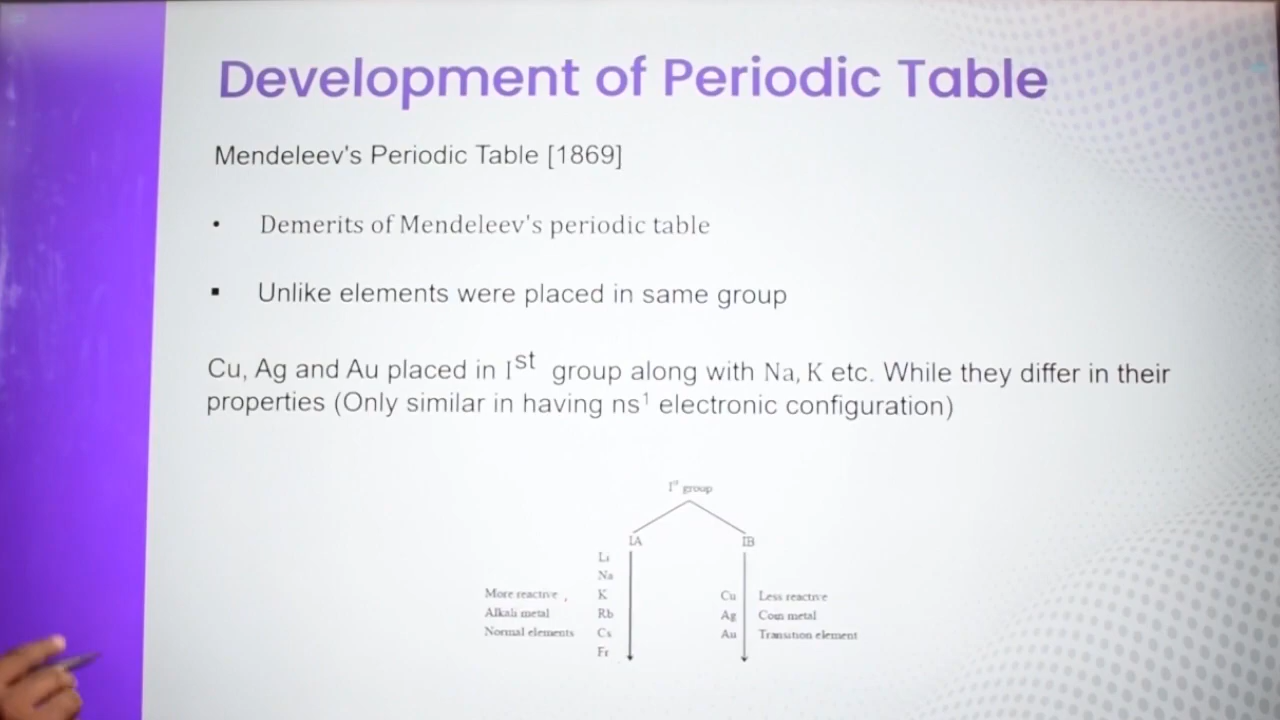 Development of Periodic Table
Mendeleev's Periodic Table [1869]
• Demerits of Mendeleev's periodic table
▪ Unlike elements were placed in same group
Cu, Ag and Au placed in Iˢᵗ group along with Na, K etc. While they differ in their
properties (Only similar in having ns¹ electronic configuration)
Iˢᵗ group
IA IB
Li
Na
More reactive , K Cu Less reactive
Alkali metal Rb Ag Coin metal
Normal elements Cs Au Transition element
Fr